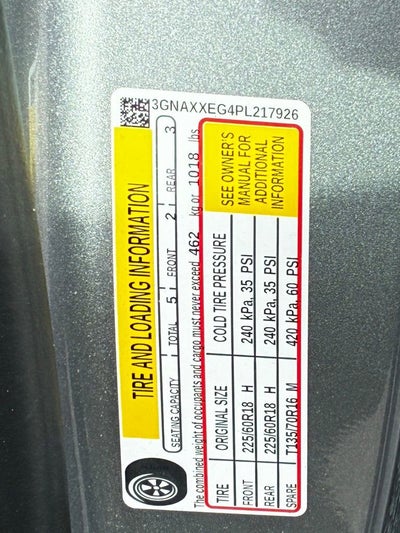 3GNAXXEG4PL217926
TIRE AND LOADING INFORMATION
SEATING CAPACITY TOTAL 5 FRONT 2 REAR 3
The combined weight of occupants and cargo must never exceed 462 kg or 1018 lbs
TIRE ORIGINAL SIZE COLD TIRE PRESSURE
FRONT 225/60R18 H 240 kPa, 35 PSI
REAR 225/60R18 H 240 kPa, 35 PSI
SPARE T135/70R16 M 420 kPa, 60 PSI
SEE OWNER'S
MANUAL FOR
ADDITIONAL
INFORMATION